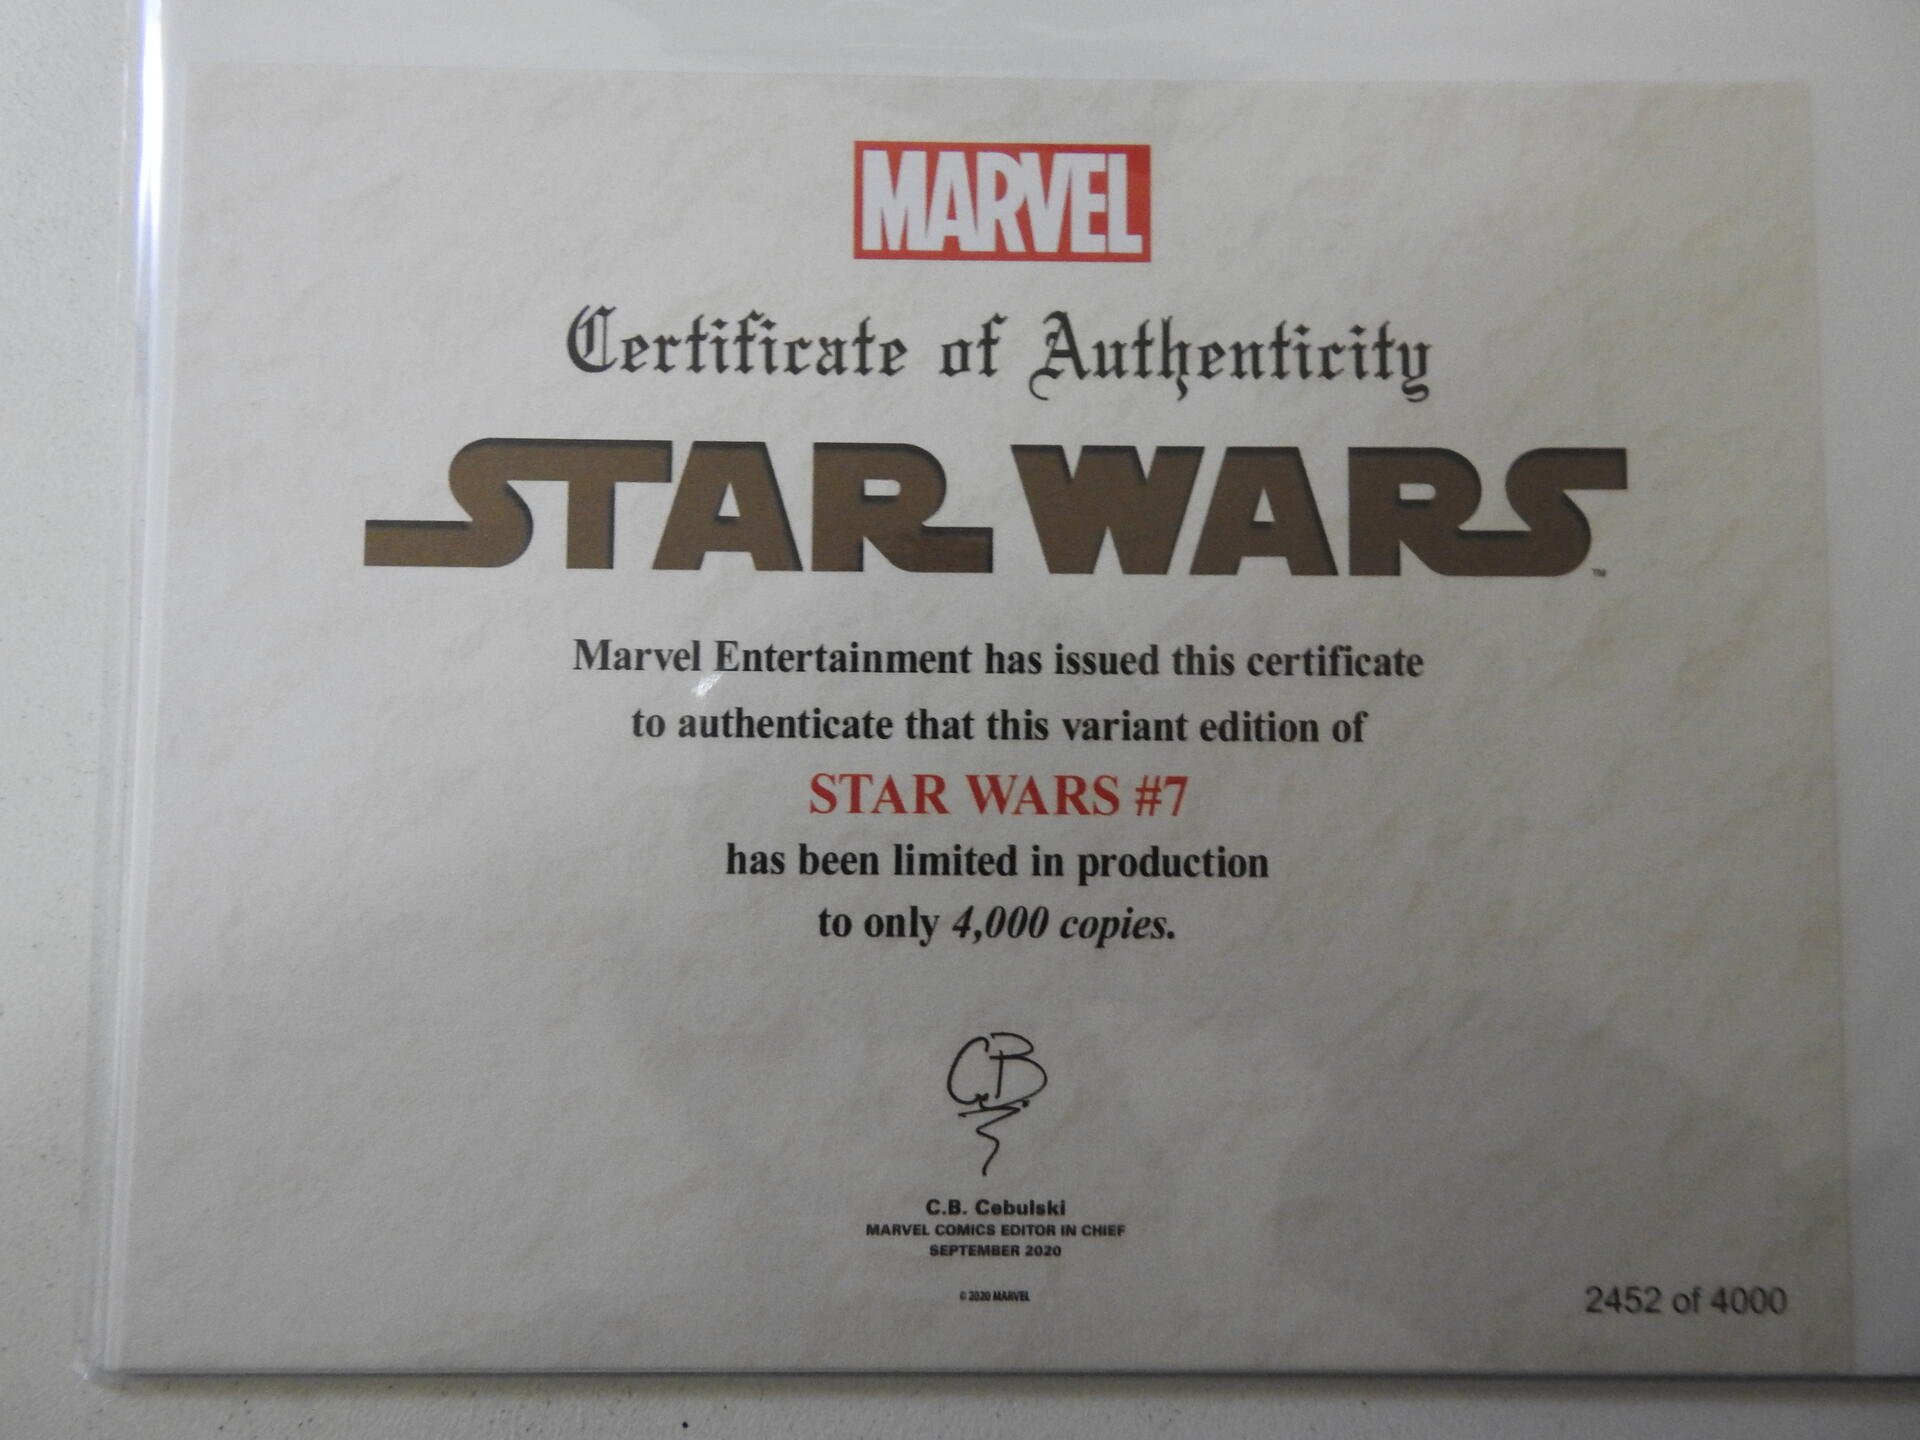 MARVEL
Certificate of Authenticity
STAR WARS™
Marvel Entertainment has issued this certificate
to authenticate that this variant edition of
STAR WARS #7
has been limited in production
to only 4,000 copies.
C.B. Cebulski
MARVEL COMICS EDITOR IN CHIEF
SEPTEMBER 2020
© 2020 MARVEL
2452 of 4000